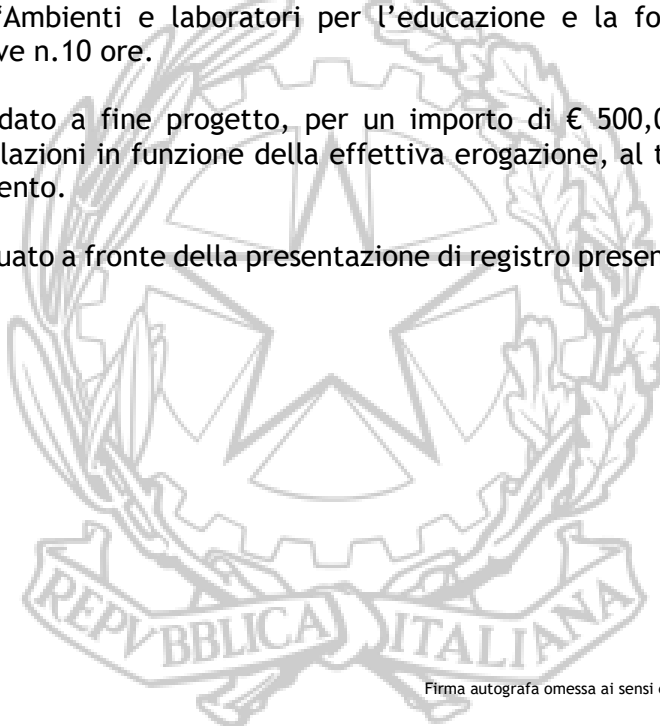 "Ambienti e laboratori per l'educazione e la fo
ve n.10 ore.
dato a fine progetto, per un importo di € 500,0
lazioni in funzione della effettiva erogazione, al t
ento.
uato a fronte della presentazione di registro presen
REPVBBLICA ITALIANA
Firma autografa omessa ai sensi